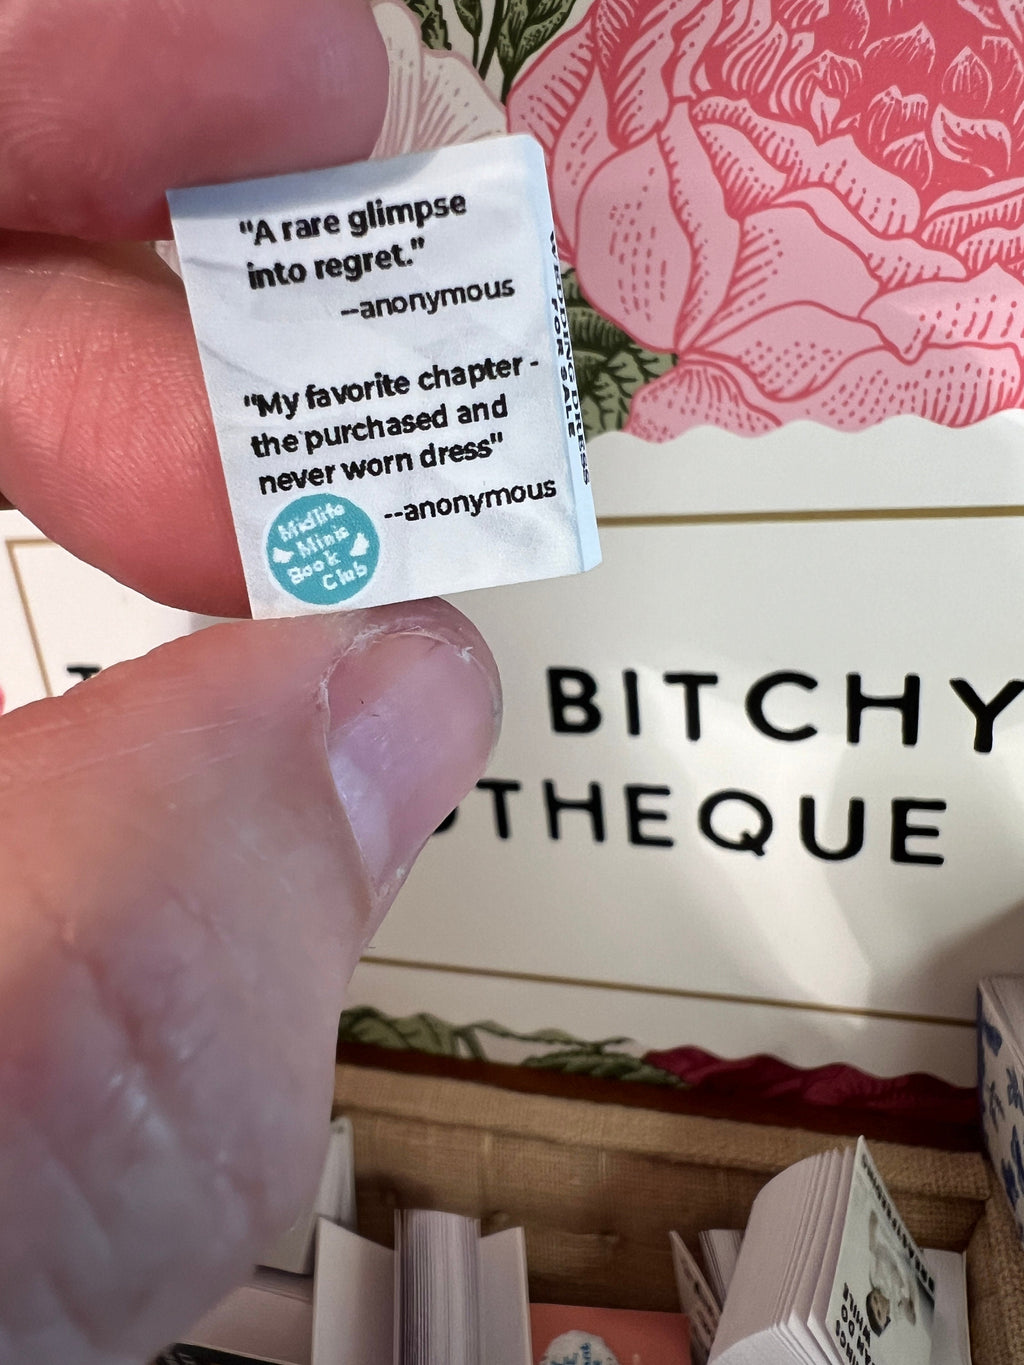 "A rare glimpse
into regret."
--anonymous
"My favorite chapter -
the purchased and
never worn dress"
--anonymous
Midlife
Minis
Book
Club
WEDDING DRESS
FOR SALE
BITCHY
THEQUE